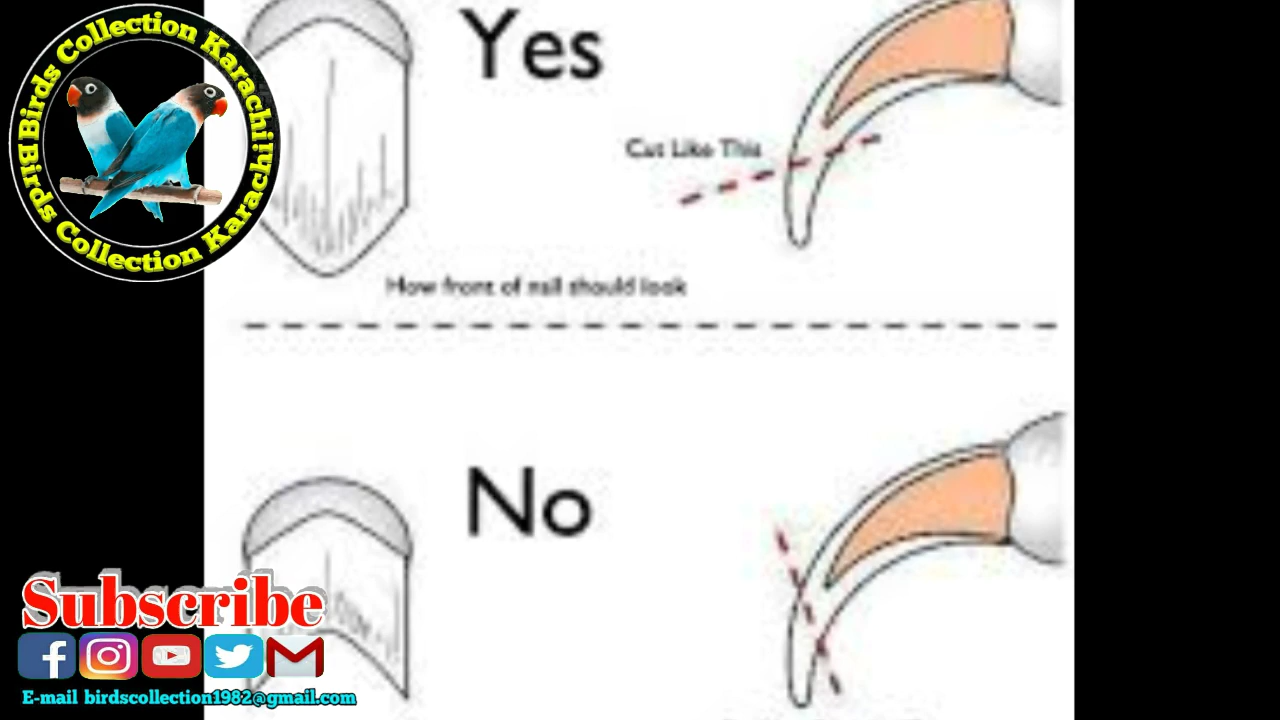 Birds Collection Karachi!
Birds Collection Karachi!
Yes
Cut Like This
How front of nail should look
No
Subscribe
E-mail birdscollection1982@gmail.com